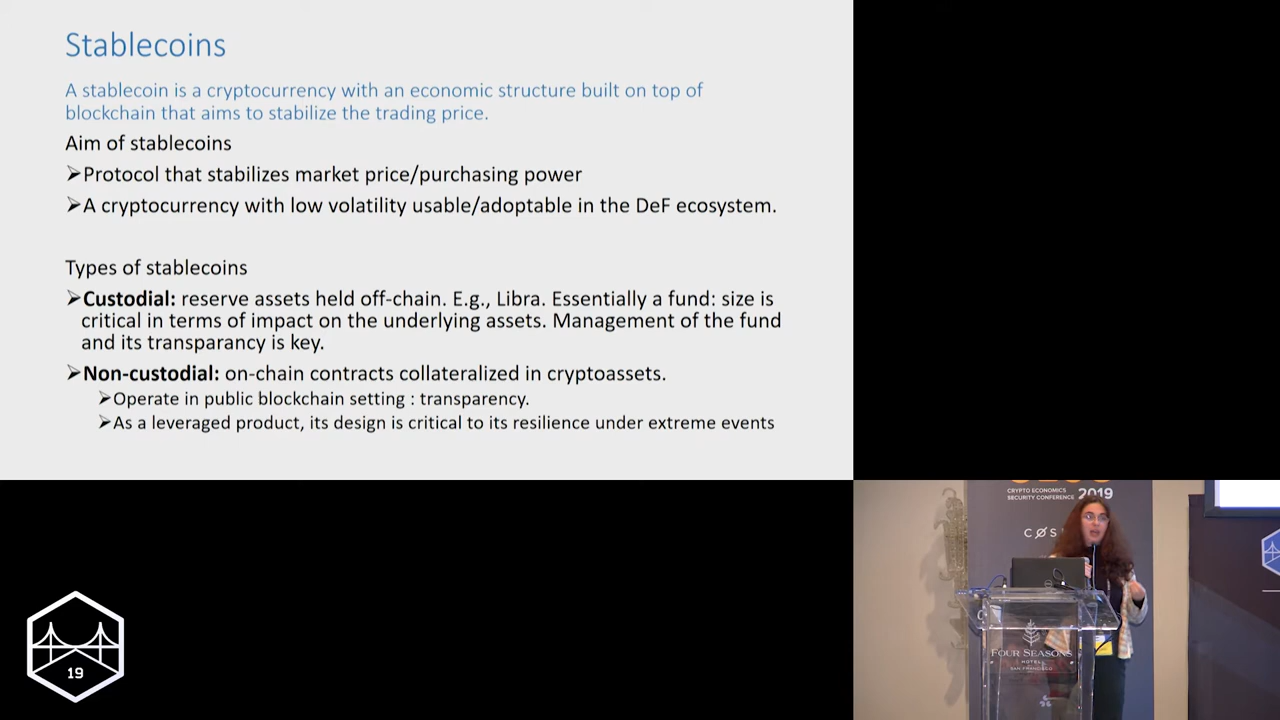 Stablecoins
A stablecoin is a cryptocurrency with an economic structure built on top of
blockchain that aims to stabilize the trading price.
Aim of stablecoins
➢Protocol that stabilizes market price/purchasing power
➢A cryptocurrency with low volatility usable/adoptable in the DeF ecosystem.
Types of stablecoins
➢Custodial: reserve assets held off-chain. E.g., Libra. Essentially a fund: size is
critical in terms of impact on the underlying assets. Management of the fund
and its transparancy is key.
➢Non-custodial: on-chain contracts collateralized in cryptoassets.
➢Operate in public blockchain setting : transparency.
➢As a leveraged product, its design is critical to its resilience under extreme events
CRYPTO ECONOMICS
SECURITY CONFERENCE 2019
FOUR SEASONS
HOTEL
SAN FRANCISCO
19